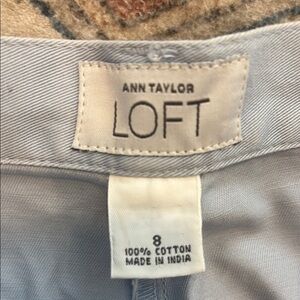 ANN TAYLOR
LOFT
8
100% COTTON
MADE IN INDIA